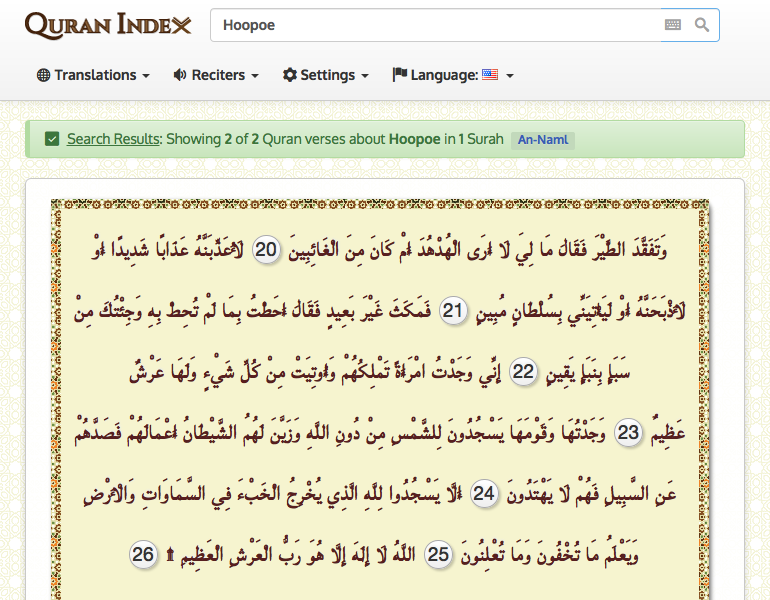 QURAN INDEX
Hoopoe
Translations
Reciters
Settings
Language:
Search Results: Showing 2 of 2 Quran verses about Hoopoe in 1 Surah An-Naml
وَتَفَقَّدَ الطَّيْرَ فَقَالَ مَا لِيَ لَا أَرَى الْهُدْهُدَ أَمْ كَانَ مِنَ الْغَائِبِينَ 20 لَأُعَذِّبَنَّهُ عَذَابًا شَدِيدًا أَوْ
لَأَذْبَحَنَّهُ أَوْ لَيَأْتِيَنِّي بِسُلْطَانٍ مُبِينٍ 21 فَمَكَثَ غَيْرَ بَعِيدٍ فَقَالَ أَحَطْتُ بِمَا لَمْ تُحِطْ بِهِ وَجِئْتُكَ مِنْ
سَبَإٍ بِنَبَإٍ يَقِينٍ 22 إِنِّي وَجَدْتُ امْرَأَةً تَمْلِكُهُمْ وَأُوتِيَتْ مِنْ كُلِّ شَيْءٍ وَلَهَا عَرْشٌ
عَظِيمٌ 23 وَجَدْتُهَا وَقَوْمَهَا يَسْجُدُونَ لِلشَّمْسِ مِنْ دُونِ اللَّهِ وَزَيَّنَ لَهُمُ الشَّيْطَانُ أَعْمَالَهُمْ فَصَدَّهُمْ
عَنِ السَّبِيلِ فَهُمْ لَا يَهْتَدُونَ 24 أَلَّا يَسْجُدُوا لِلَّهِ الَّذِي يُخْرِجُ الْخَبْءَ فِي السَّمَاوَاتِ وَالْأَرْضِ
وَيَعْلَمُ مَا تُخْفُونَ وَمَا تُعْلِنُونَ 25 اللَّهُ لَا إِلَهَ إِلَّا هُوَ رَبُّ الْعَرْشِ الْعَظِيمِ ۩ 26